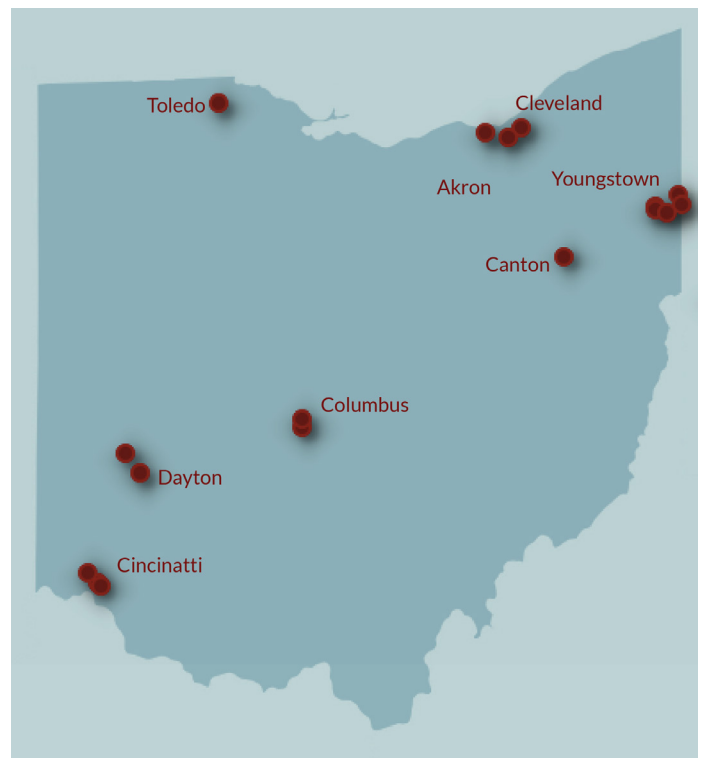 Cleveland
Toledo
Youngstown
Akron
Canton
Columbus
Dayton
Cincinatti